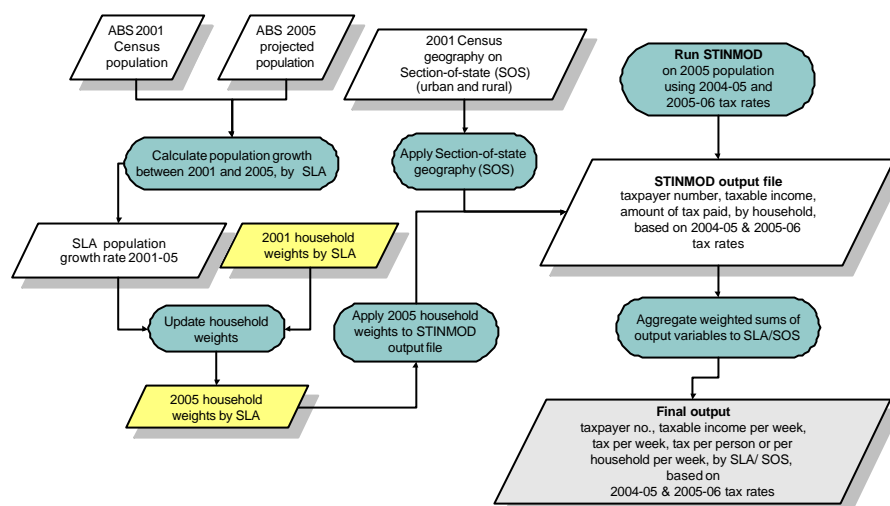 ABS 2001
Census
population
ABS 2005
projected
population
2001 Census
geography on
Section-of-state (SOS)
(urban and rural)
Run STINMOD
on 2005 population
using 2004-05 and
2005-06 tax rates
Calculate population growth
between 2001 and 2005, by SLA
Apply Section-of-state
geography (SOS)
STINMOD output file
taxpayer number, taxable income,
amount of tax paid, by household,
based on 2004-05 & 2005-06
tax rates
SLA population
growth rate 2001-05
2001 household
weights by SLA
Update household
weights
Apply 2005 household
weights to STINMOD
output file
Aggregate weighted sums of
output variables to SLA/SOS
2005 household
weights by SLA
Final output
taxpayer no., taxable income per week,
tax per week, tax per person or per
household per week, by SLA/ SOS,
based on
2004-05 & 2005-06 tax rates